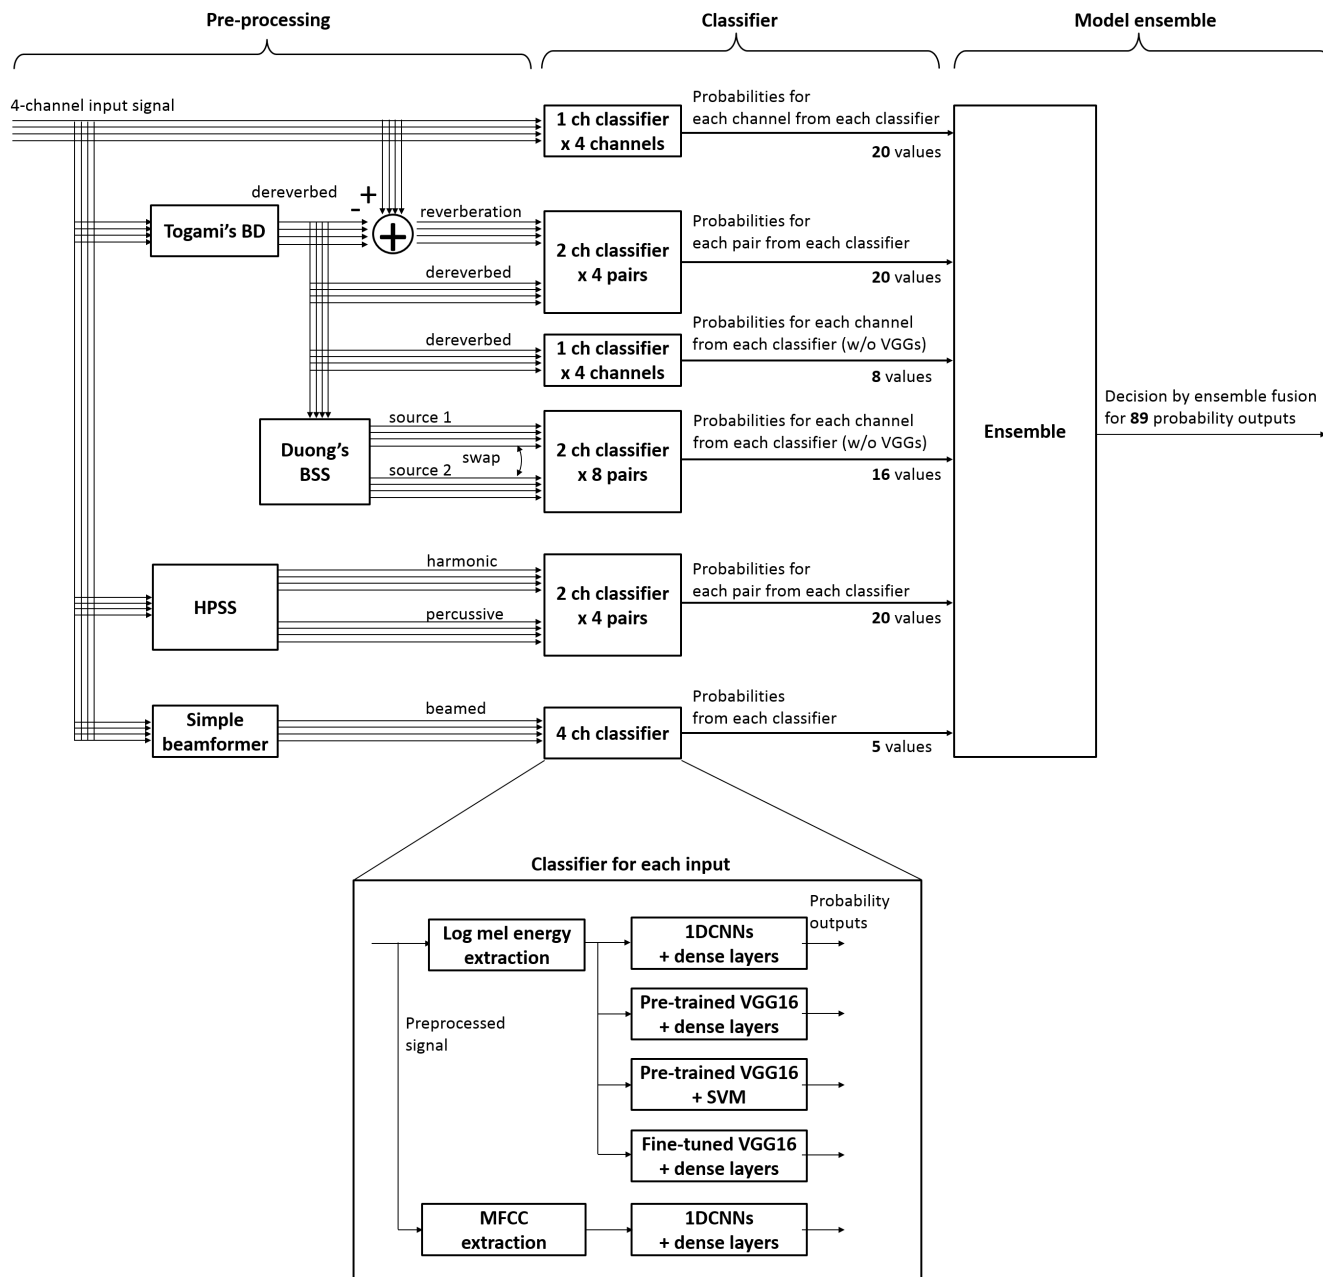 Pre-processing
Classifier
Model ensemble
4-channel input signal
1 ch classifier
x 4 channels
Probabilities for
each channel from each classifier
20 values
Togami's BD
dereverbed
+
-
+
reverberation
dereverbed
2 ch classifier
x 4 pairs
Probabilities for
each pair from each classifier
20 values
dereverbed
1 ch classifier
x 4 channels
Probabilities for each channel
from each classifier (w/o VGGs)
8 values
Duong's
BSS
source 1
swap
source 2
2 ch classifier
x 8 pairs
Probabilities for each channel
from each classifier (w/o VGGs)
16 values
HPSS
harmonic
percussive
2 ch classifier
x 4 pairs
Probabilities for
each pair from each classifier
20 values
Simple
beamformer
beamed
4 ch classifier
Probabilities
from each classifier
5 values
Ensemble
Decision by ensemble fusion
for 89 probability outputs
Classifier for each input
Preprocessed
signal
Log mel energy
extraction
1DCNNs
+ dense layers
Probability
outputs
Pre-trained VGG16
+ dense layers
Pre-trained VGG16
+ SVM
Fine-tuned VGG16
+ dense layers
MFCC
extraction
1DCNNs
+ dense layers